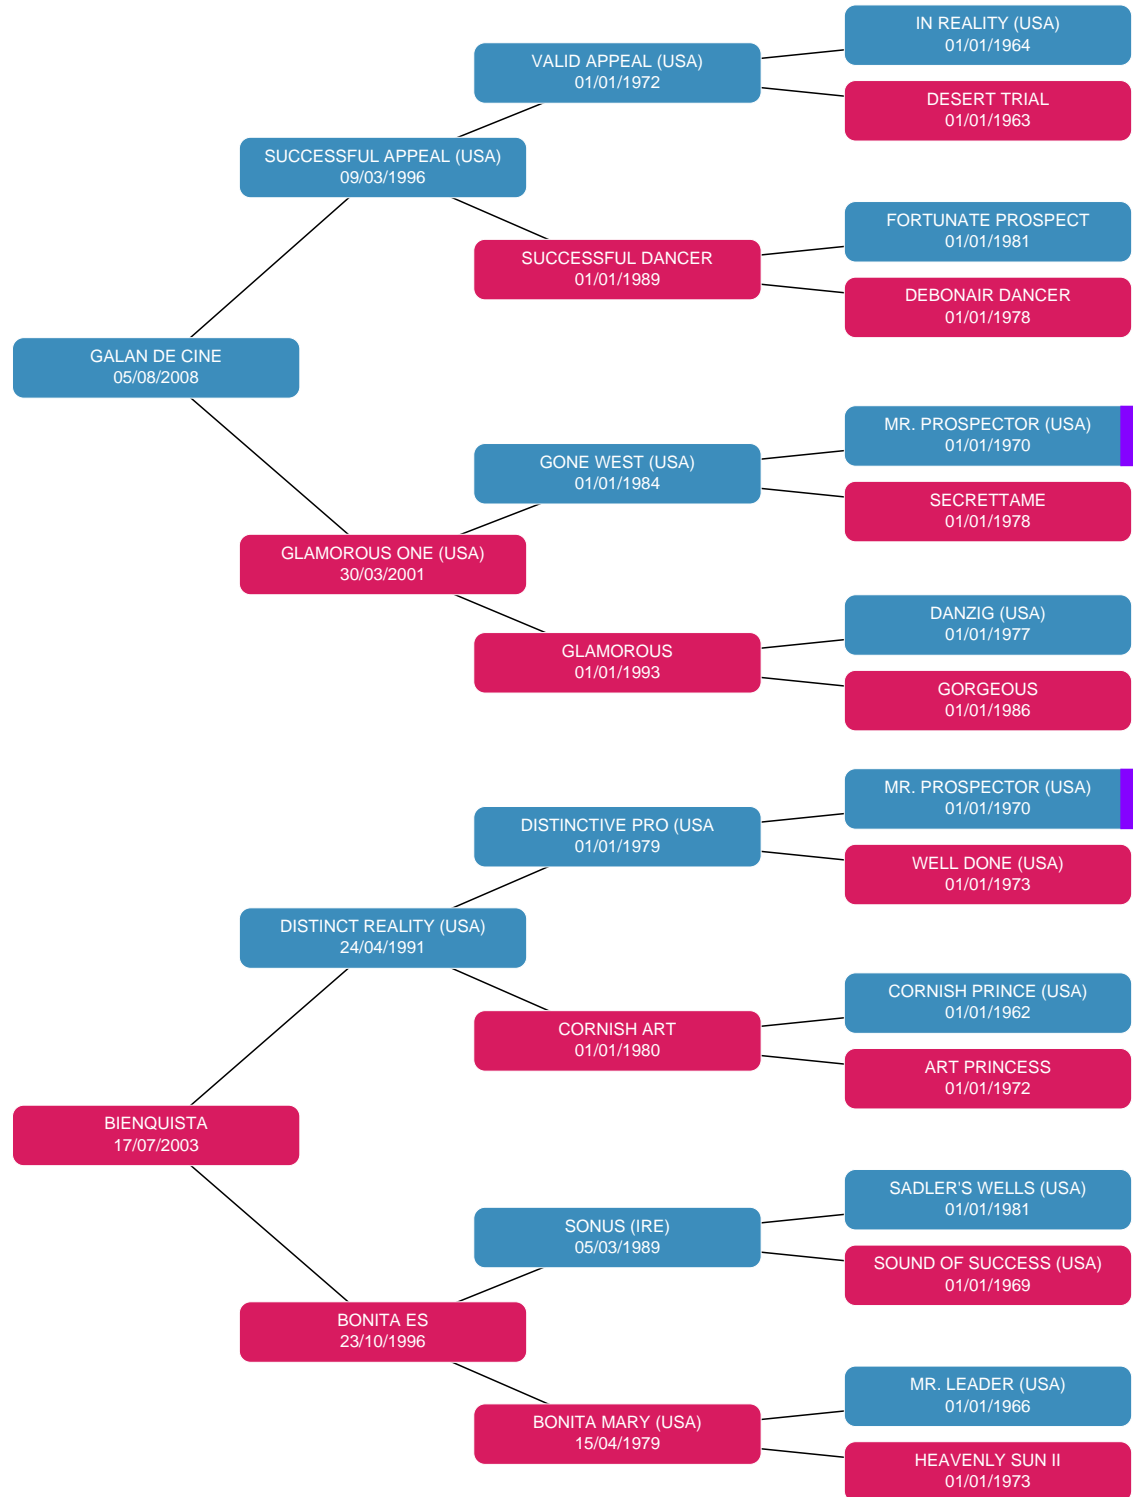 IN REALITY (USA)
01/01/1964
VALID APPEAL (USA)
01/01/1972
DESERT TRIAL
01/01/1963
SUCCESSFUL APPEAL (USA)
09/03/1996
FORTUNATE PROSPECT
01/01/1981
SUCCESSFUL DANCER
01/01/1989
DEBONAIR DANCER
01/01/1978
GALAN DE CINE
05/08/2008
MR. PROSPECTOR (USA)
01/01/1970
GONE WEST (USA)
01/01/1984
SECRETTAME
01/01/1978
GLAMOROUS ONE (USA)
30/03/2001
DANZIG (USA)
01/01/1977
GLAMOROUS
01/01/1993
GORGEOUS
01/01/1986
MR. PROSPECTOR (USA)
01/01/1970
DISTINCTIVE PRO (USA
01/01/1979
WELL DONE (USA)
01/01/1973
DISTINCT REALITY (USA)
24/04/1991
CORNISH PRINCE (USA)
01/01/1962
CORNISH ART
01/01/1980
ART PRINCESS
01/01/1972
BIENQUISTA
17/07/2003
SADLER'S WELLS (USA)
01/01/1981
SONUS (IRE)
05/03/1989
SOUND OF SUCCESS (USA)
01/01/1969
BONITA ES
23/10/1996
MR. LEADER (USA)
01/01/1966
BONITA MARY (USA)
15/04/1979
HEAVENLY SUN II
01/01/1973